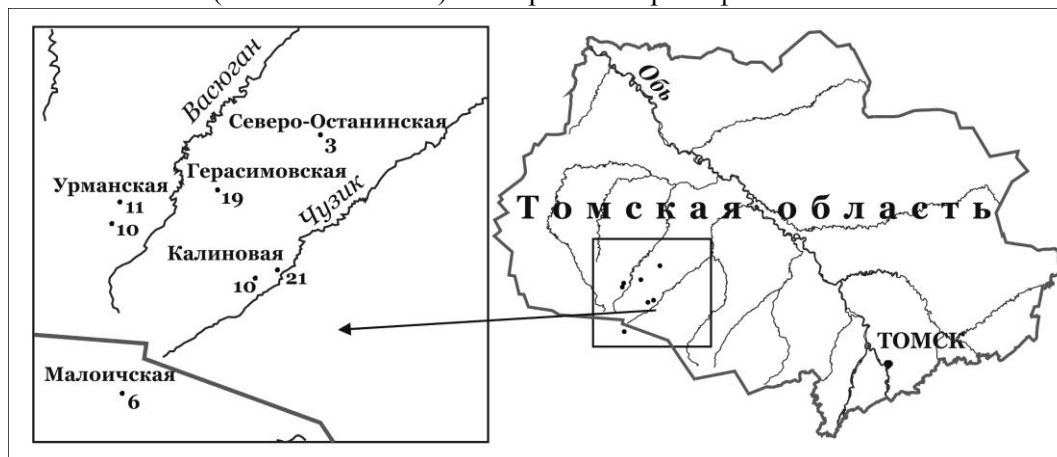 Васюган
Северо-Останинская
3
Герасимовская
19
Урманская
11
10
Чузик
Калиновая
10
21
Малоичская
6
Обь
Томская область
ТОМСК